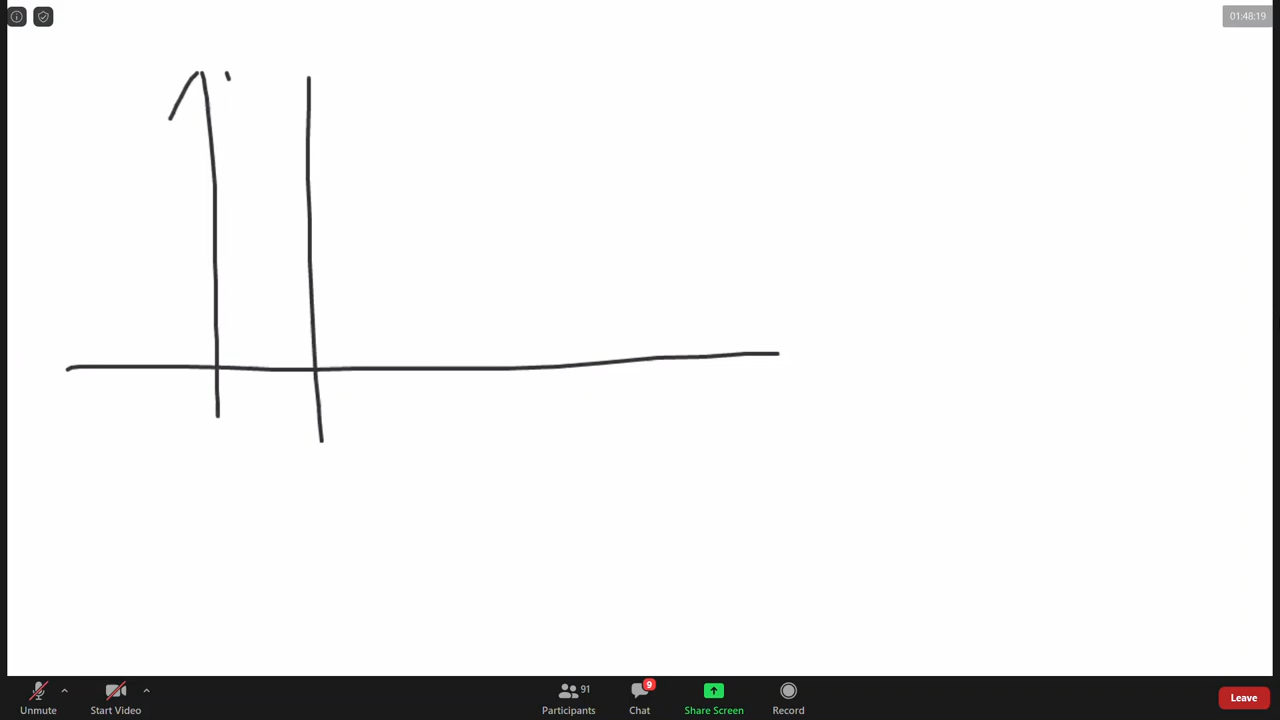 01:48:19
Unmute
Start Video
91
Participants
9
Chat
Share Screen
Record
Leave